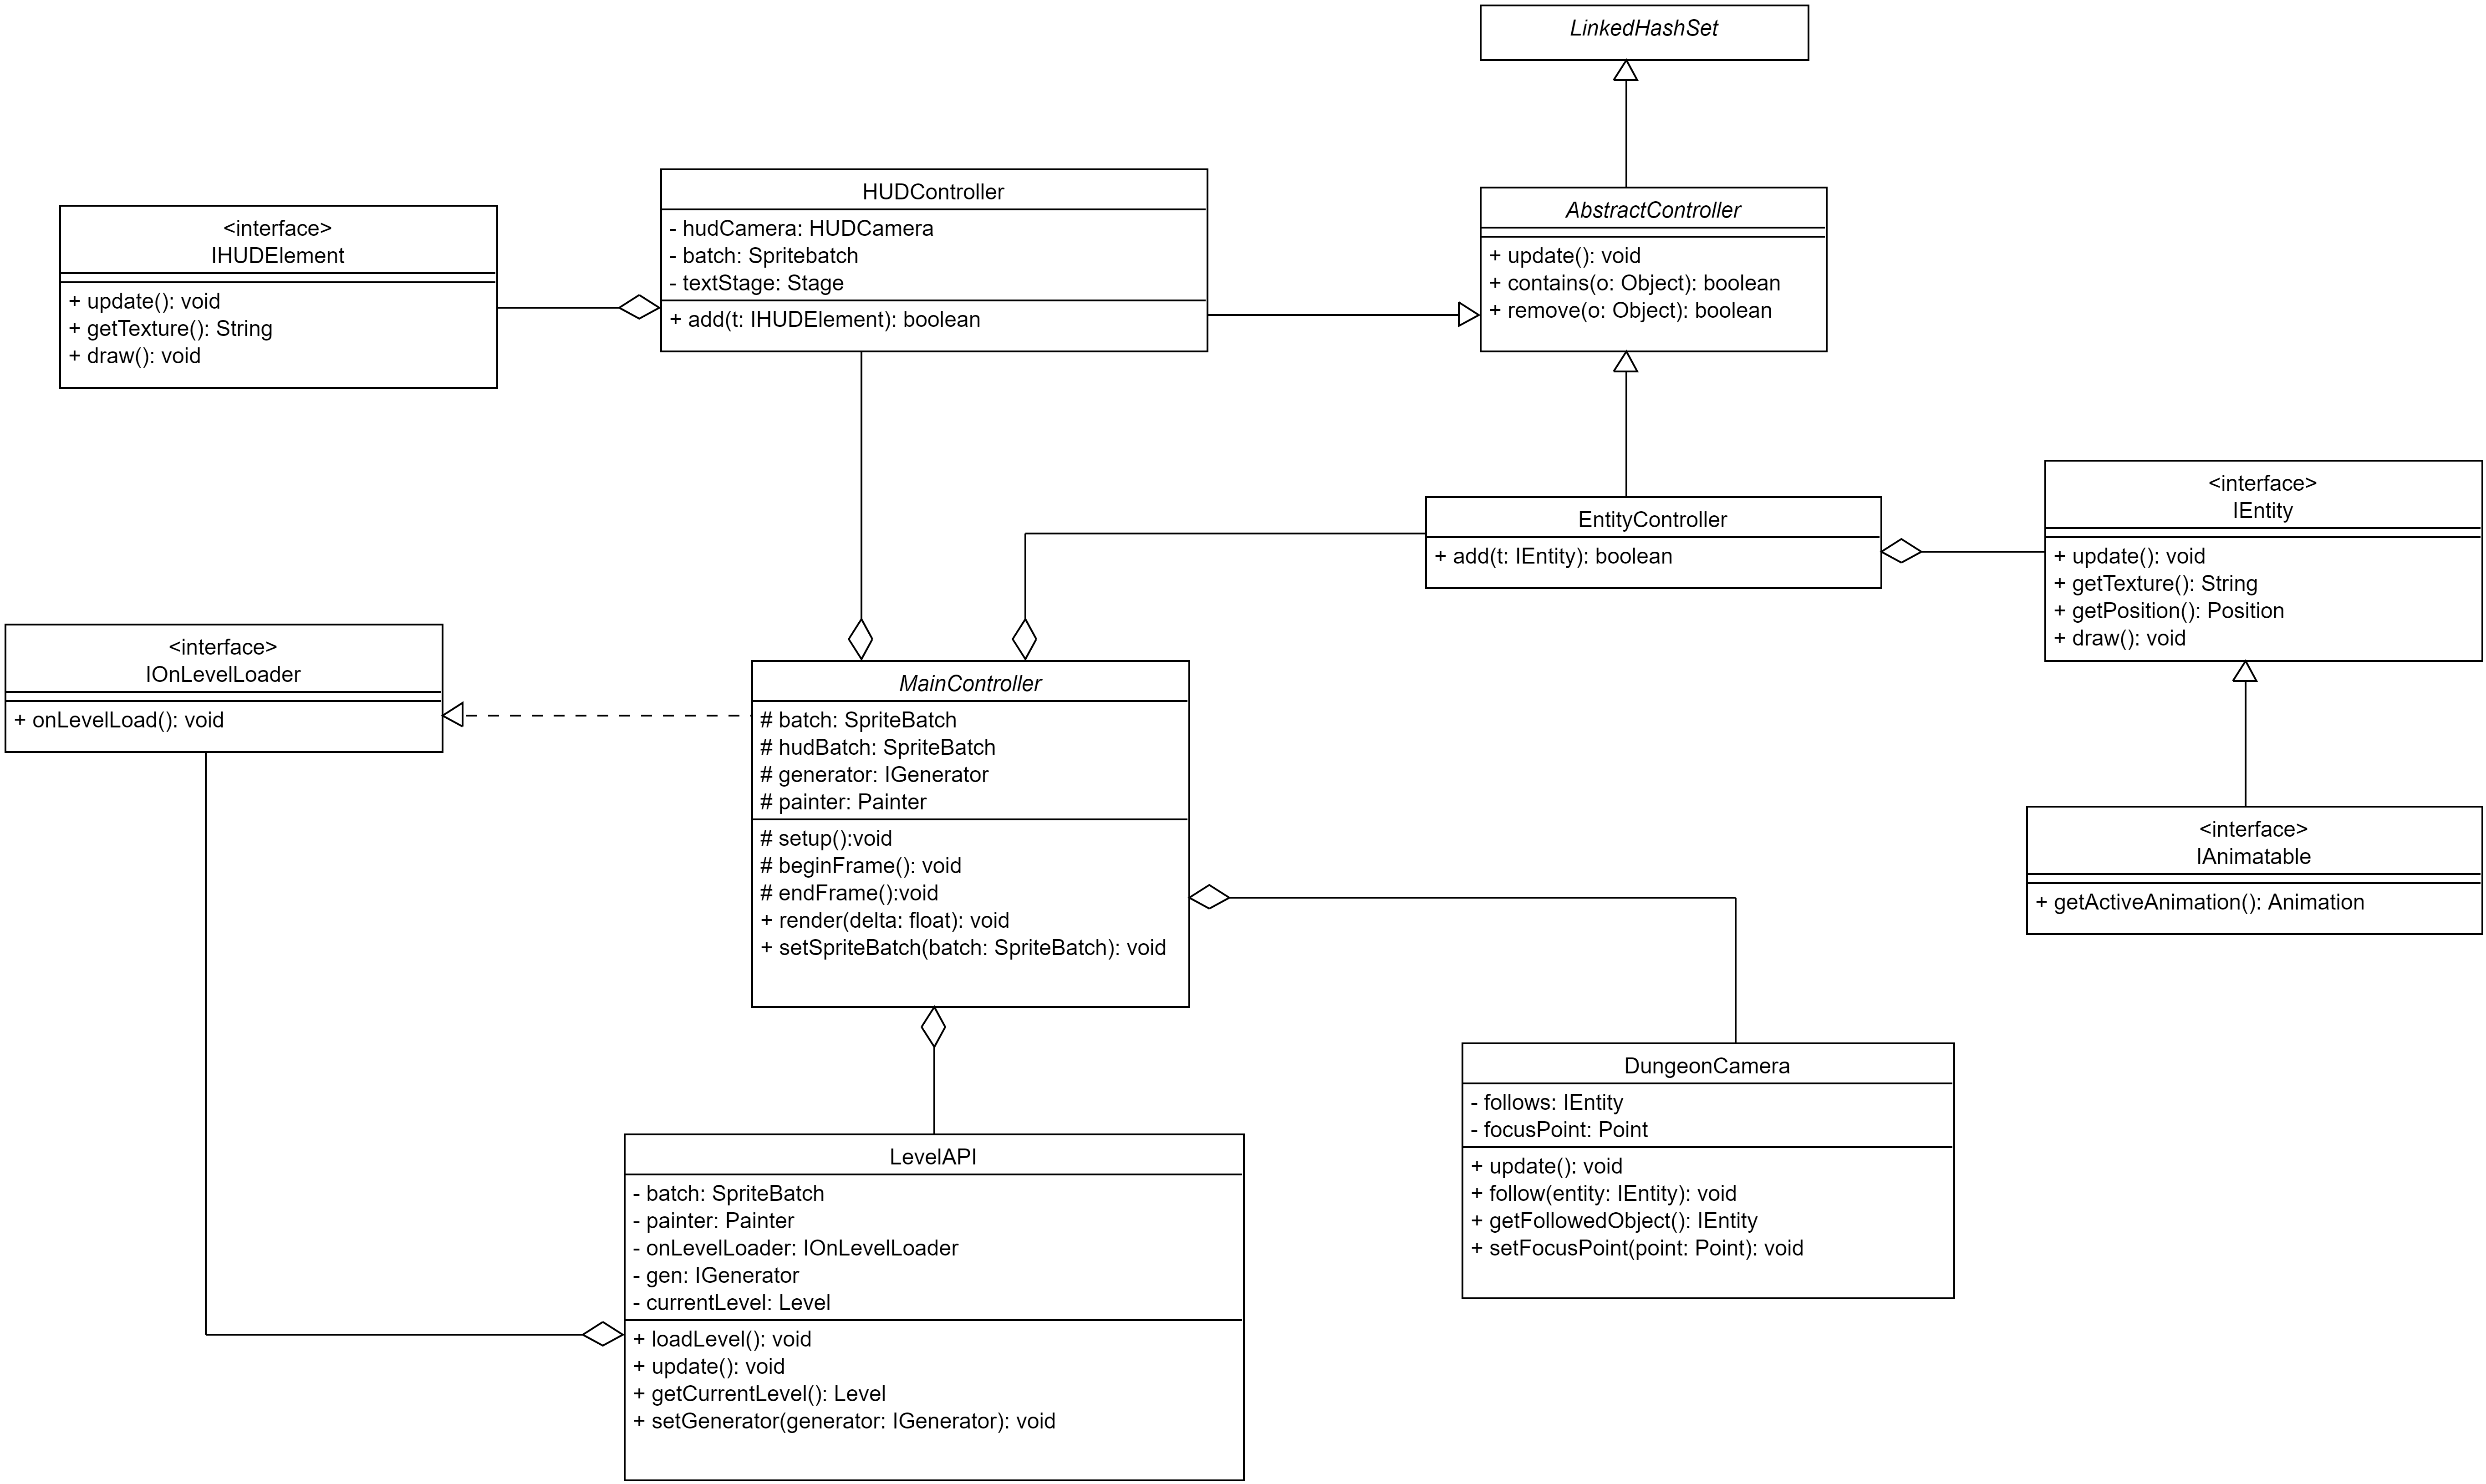 LinkedHashSet
HUDController
- hudCamera: HUDCamera
- batch: Spritebatch
- textStage: Stage
+ add(t: IHUDElement): boolean
AbstractController
+ update(): void
+ contains(o: Object): boolean
+ remove(o: Object): boolean
<interface>
IHUDElement
+ update(): void
+ getTexture(): String
+ draw(): void
<interface>
IEntity
+ update(): void
+ getTexture(): String
+ getPosition(): Position
+ draw(): void
EntityController
+ add(t: IEntity): boolean
<interface>
IOnLevelLoader
+ onLevelLoad(): void
MainController
# batch: SpriteBatch
# hudBatch: SpriteBatch
# generator: IGenerator
# painter: Painter
# setup():void
# beginFrame(): void
# endFrame():void
+ render(delta: float): void
+ setSpriteBatch(batch: SpriteBatch): void
<interface>
IAnimatable
+ getActiveAnimation(): Animation
DungeonCamera
- follows: IEntity
- focusPoint: Point
+ update(): void
+ follow(entity: IEntity): void
+ getFollowedObject(): IEntity
+ setFocusPoint(point: Point): void
LevelAPI
- batch: SpriteBatch
- painter: Painter
- onLevelLoader: IOnLevelLoader
- gen: IGenerator
- currentLevel: Level
+ loadLevel(): void
+ update(): void
+ getCurrentLevel(): Level
+ setGenerator(generator: IGenerator): void